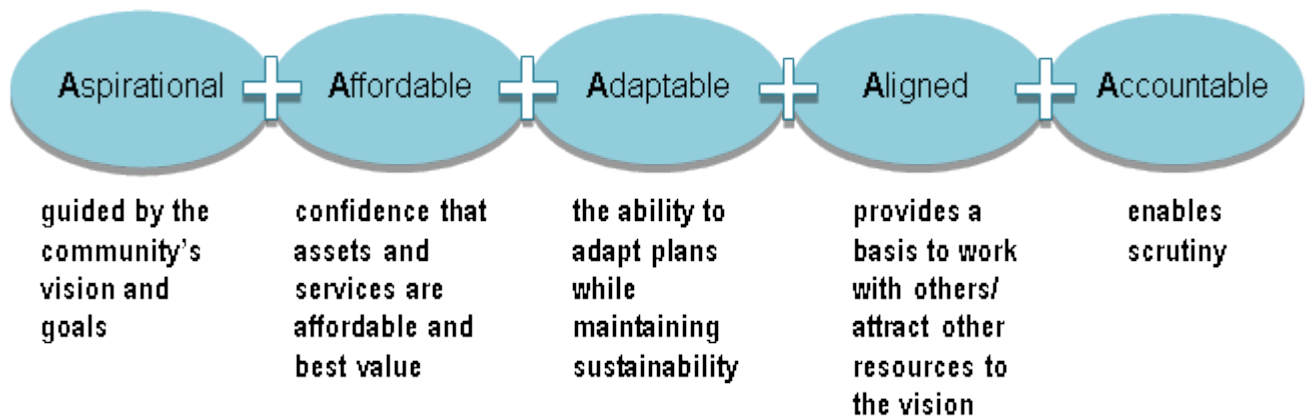 Aspirational
Affordable
Adaptable
Aligned
Accountable
guided by the
community's
vision and
goals
confidence that
assets and
services are
affordable and
best value
the ability to
adapt plans
while
maintaining
sustainability
provides a
basis to work
with others/
attract other
resources to
the vision
enables
scrutiny